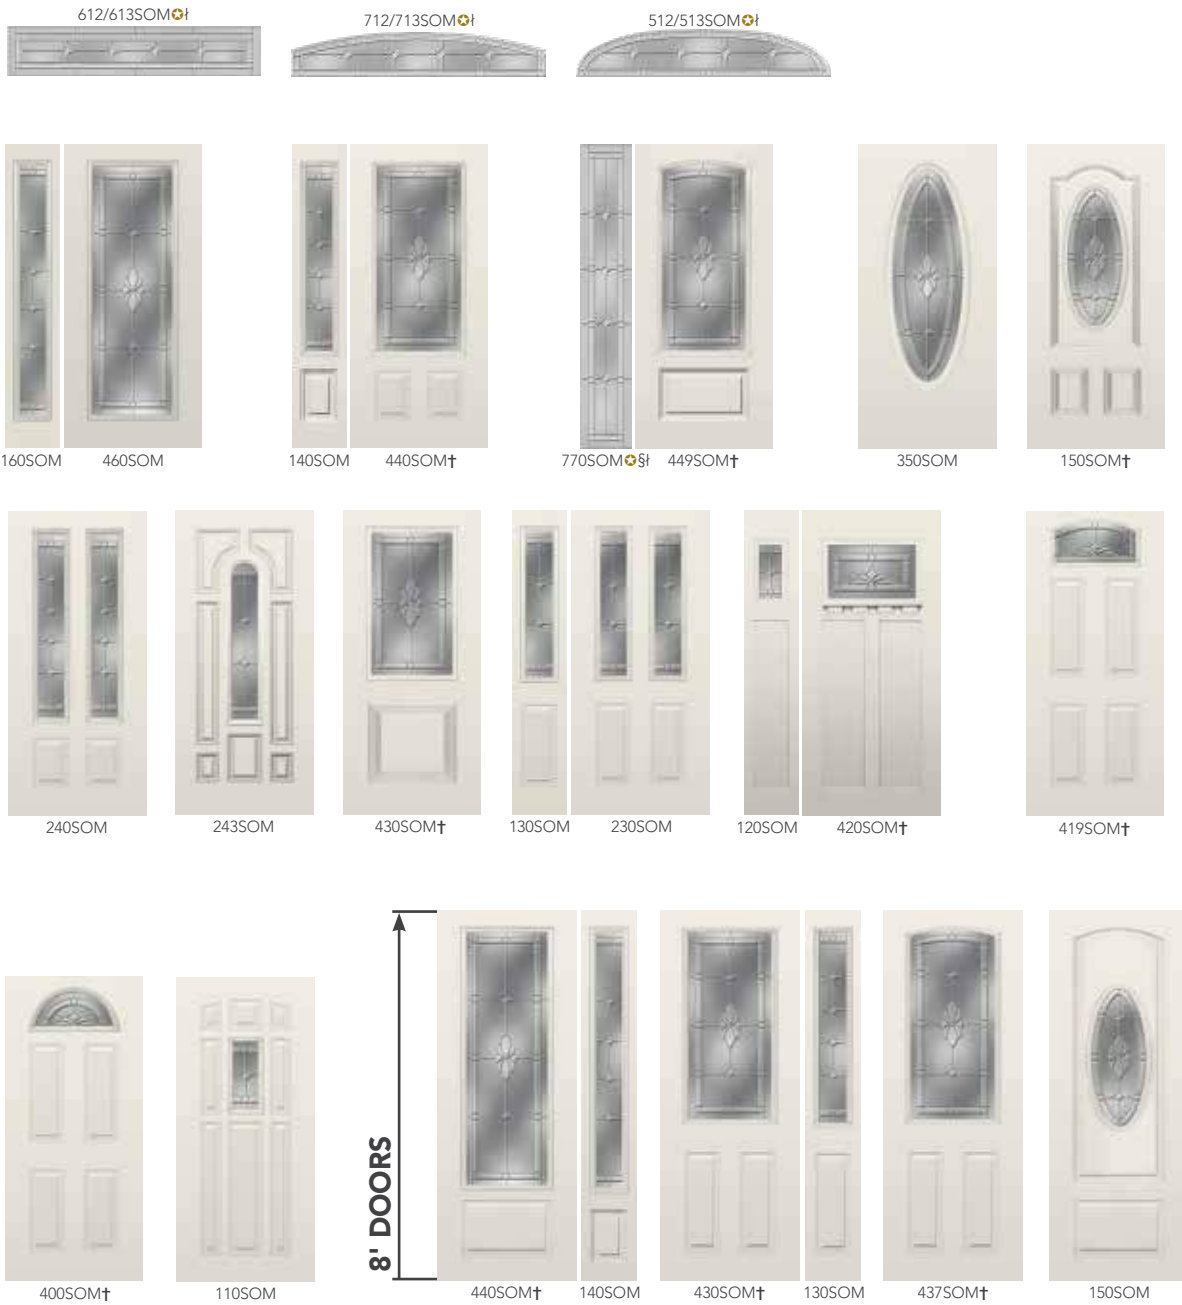 612/613SOM✪ł
712/713SOM✪ł
512/513SOM✪ł
160SOM
460SOM
140SOM
440SOM†
770SOM✪§ł
449SOM†
350SOM
150SOM†
240SOM
243SOM
430SOM†
130SOM
230SOM
120SOM
420SOM†
419SOM†
400SOM†
110SOM
8' DOORS
440SOM†
140SOM
430SOM†
130SOM
437SOM†
150SOM